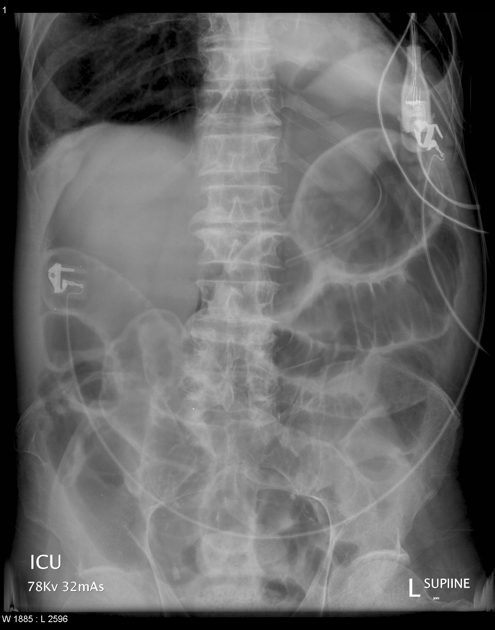 1
ICU
78Kv 32mAs
L SUPIINE
W 1885 : L 2596